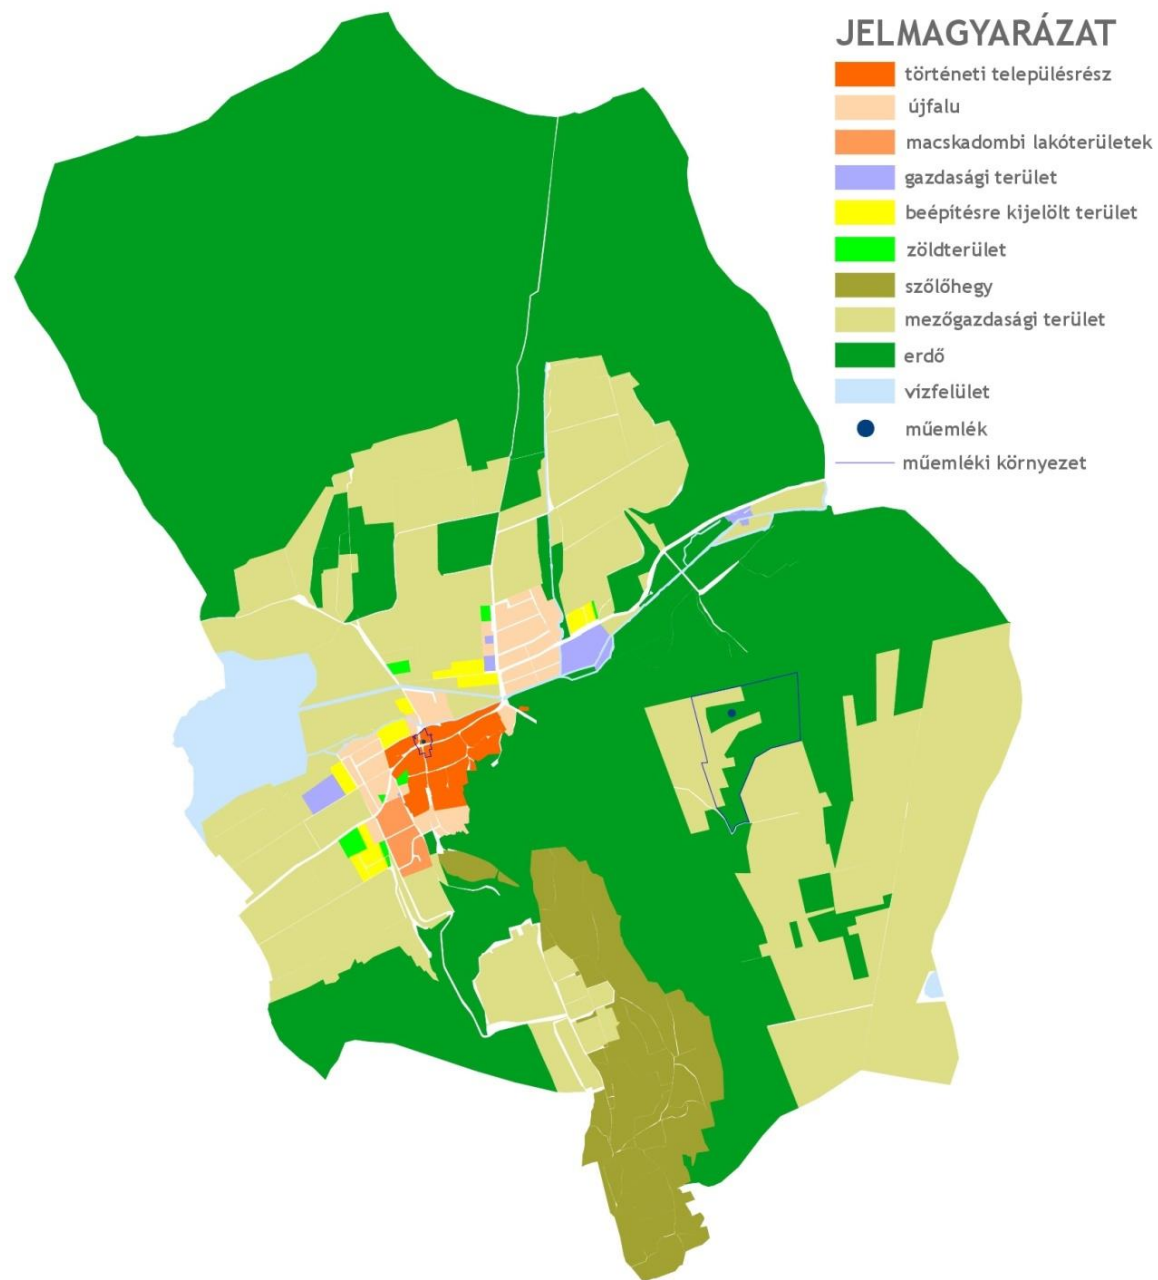 JELMAGYARÁZAT
történeti településrész
újfalu
macskadombi lakóterületek
gazdasági terület
beépítésre kijelölt terület
zöldterület
szőlőhegy
mezőgazdasági terület
erdő
vízfelület
műemlék
műemléki környezet